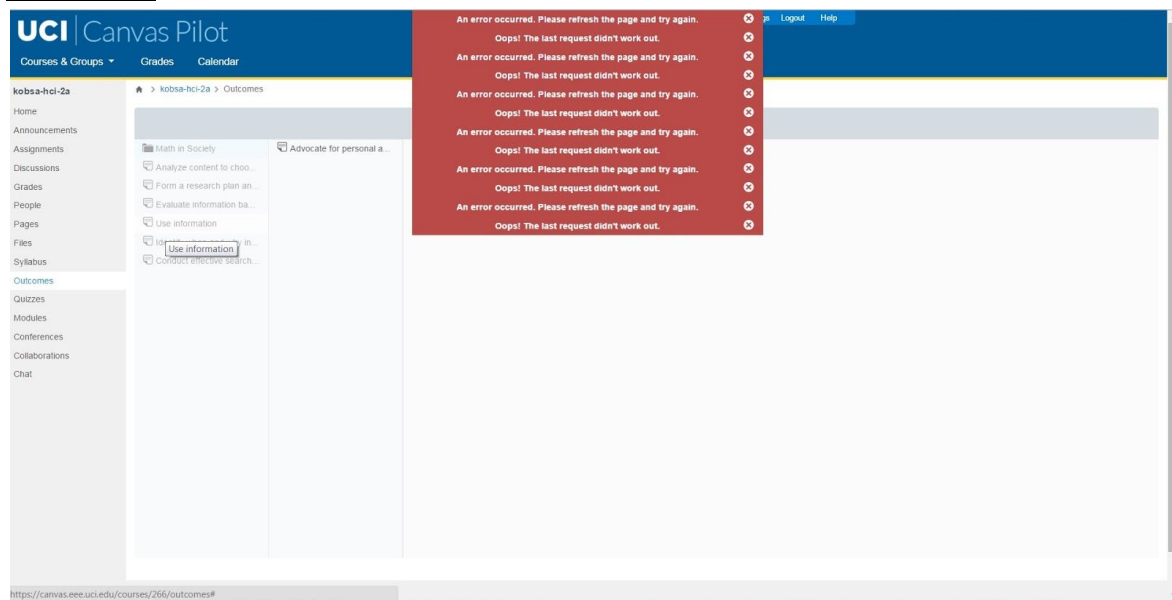 UCI | Canvas Pilot
Logout Help
Courses & Groups Grades Calendar
An error occurred. Please refresh the page and try again.
Oops! The last request didn't work out.
An error occurred. Please refresh the page and try again.
Oops! The last request didn't work out.
An error occurred. Please refresh the page and try again.
Oops! The last request didn't work out.
An error occurred. Please refresh the page and try again.
Oops! The last request didn't work out.
An error occurred. Please refresh the page and try again.
Oops! The last request didn't work out.
An error occurred. Please refresh the page and try again.
Oops! The last request didn't work out.
kobsa-hci-2a
Home
Announcements
Assignments
Discussions
Grades
People
Pages
Files
Syllabus
Outcomes
Quizzes
Modules
Conferences
Collaborations
Chat
> kobsa-hci-2a > Outcomes
Math in Society
Analyze content to choo...
Form a research plan an...
Evaluate information ba...
Use information
in...
Use information
Conduct effective search...
Advocate for personal a...
https://canvas.eee.uci.edu/courses/266/outcomes#